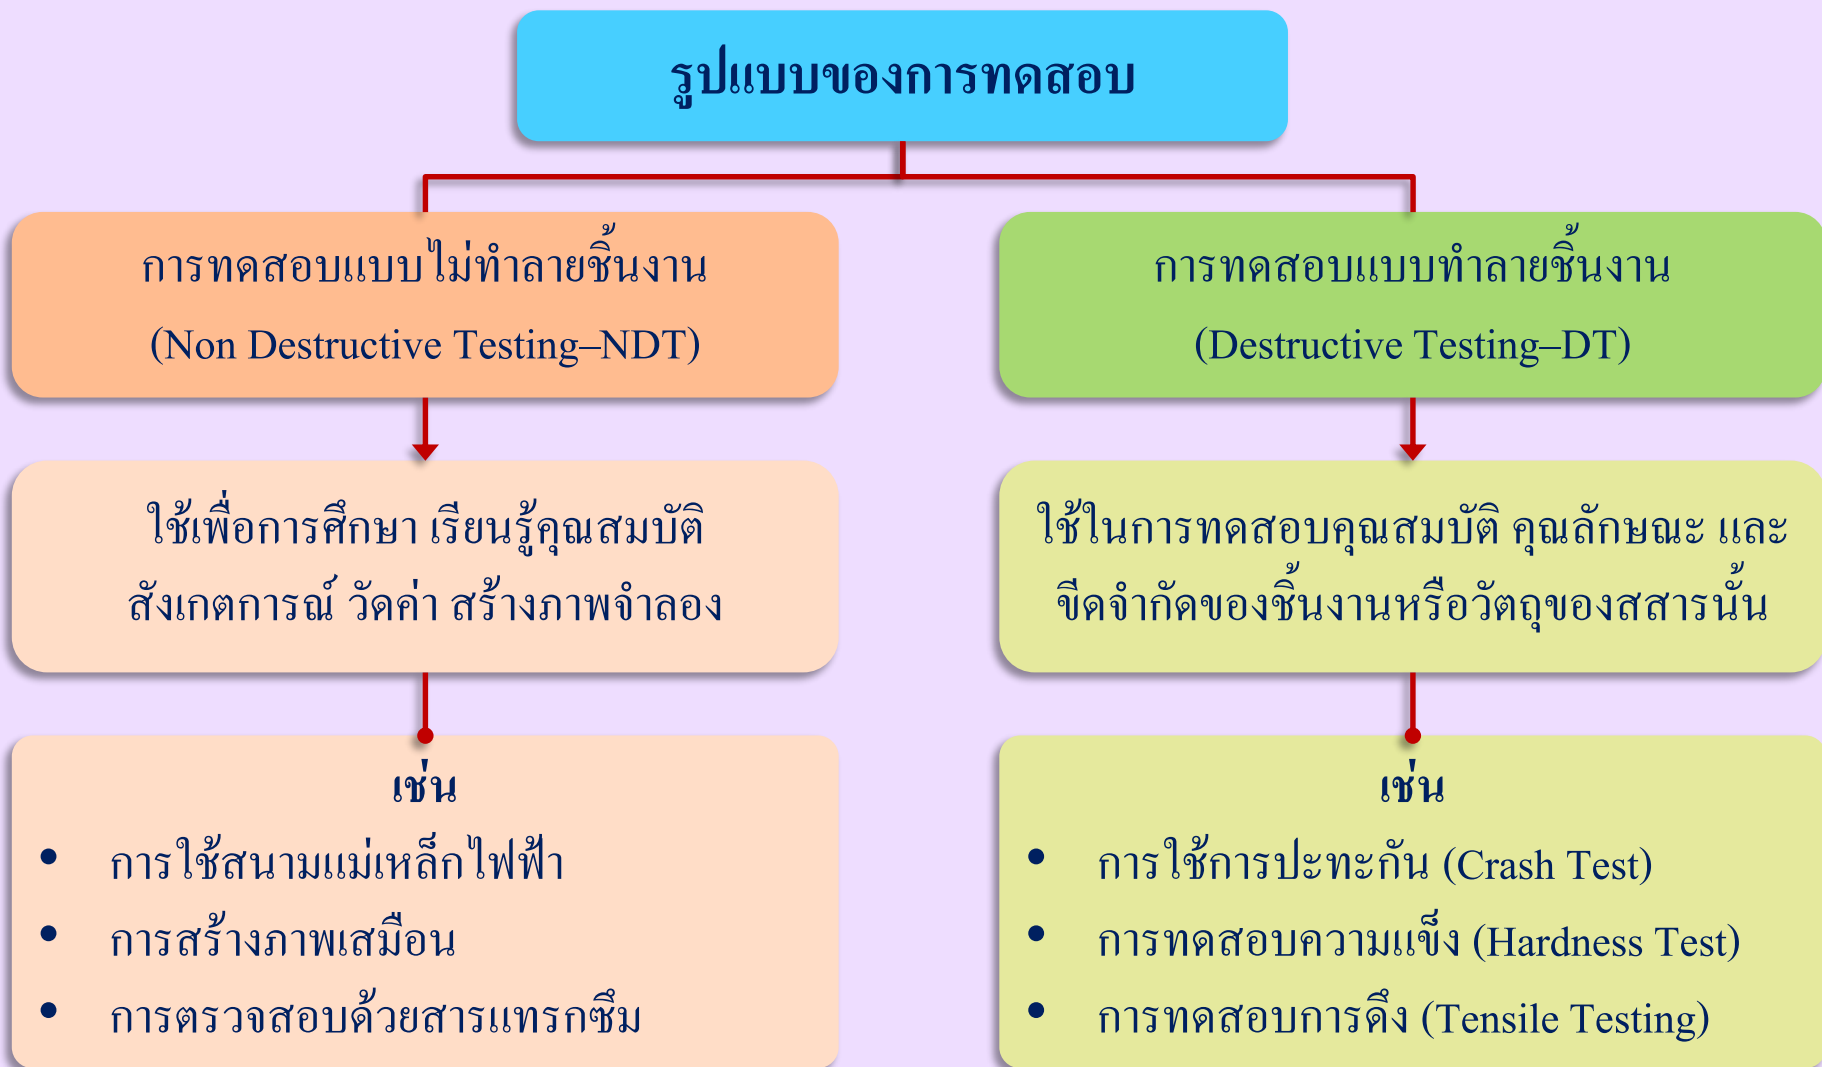 รูปแบบของการทดสอบ
การทดสอบแบบไม่ทำลายชิ้นงาน
(Non Destructive Testing–NDT)
ใช้เพื่อการศึกษา เรียนรู้คุณสมบัติ
สังเกตการณ์ วัดค่า สร้างภาพจำลอง
เช่น
• การใช้สนามแม่เหล็กไฟฟ้า
• การสร้างภาพเสมือน
• การตรวจสอบด้วยสารแทรกซึม
การทดสอบแบบทำลายชิ้นงาน
(Destructive Testing–DT)
ใช้ในการทดสอบคุณสมบัติ คุณลักษณะ และ
ขีดจำกัดของชิ้นงานหรือวัตถุของสสารนั้น
เช่น
• การใช้การปะทะกัน (Crash Test)
• การทดสอบความแข็ง (Hardness Test)
• การทดสอบการดึง (Tensile Testing)